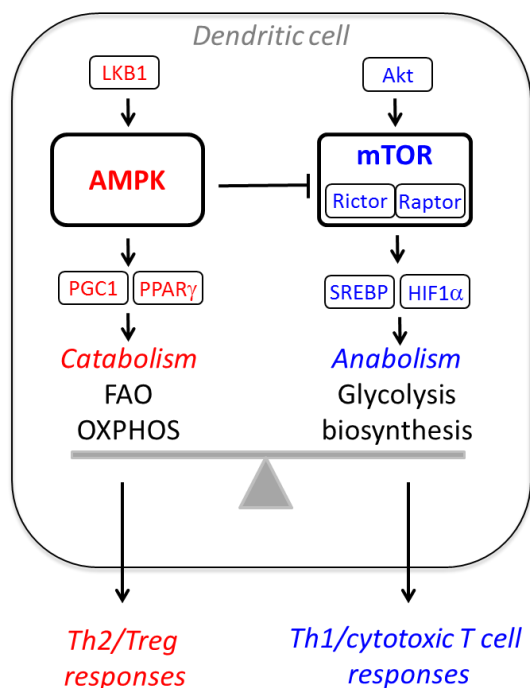 Dendritic cell
LKB1
Akt
AMPK
mTOR
Rictor
Raptor
PGC1
PPARγ
SREBP
HIF1α
Catabolism
FAO
OXPHOS
Anabolism
Glycolysis
biosynthesis
Th2/Treg
responses
Th1/cytotoxic T cell
responses